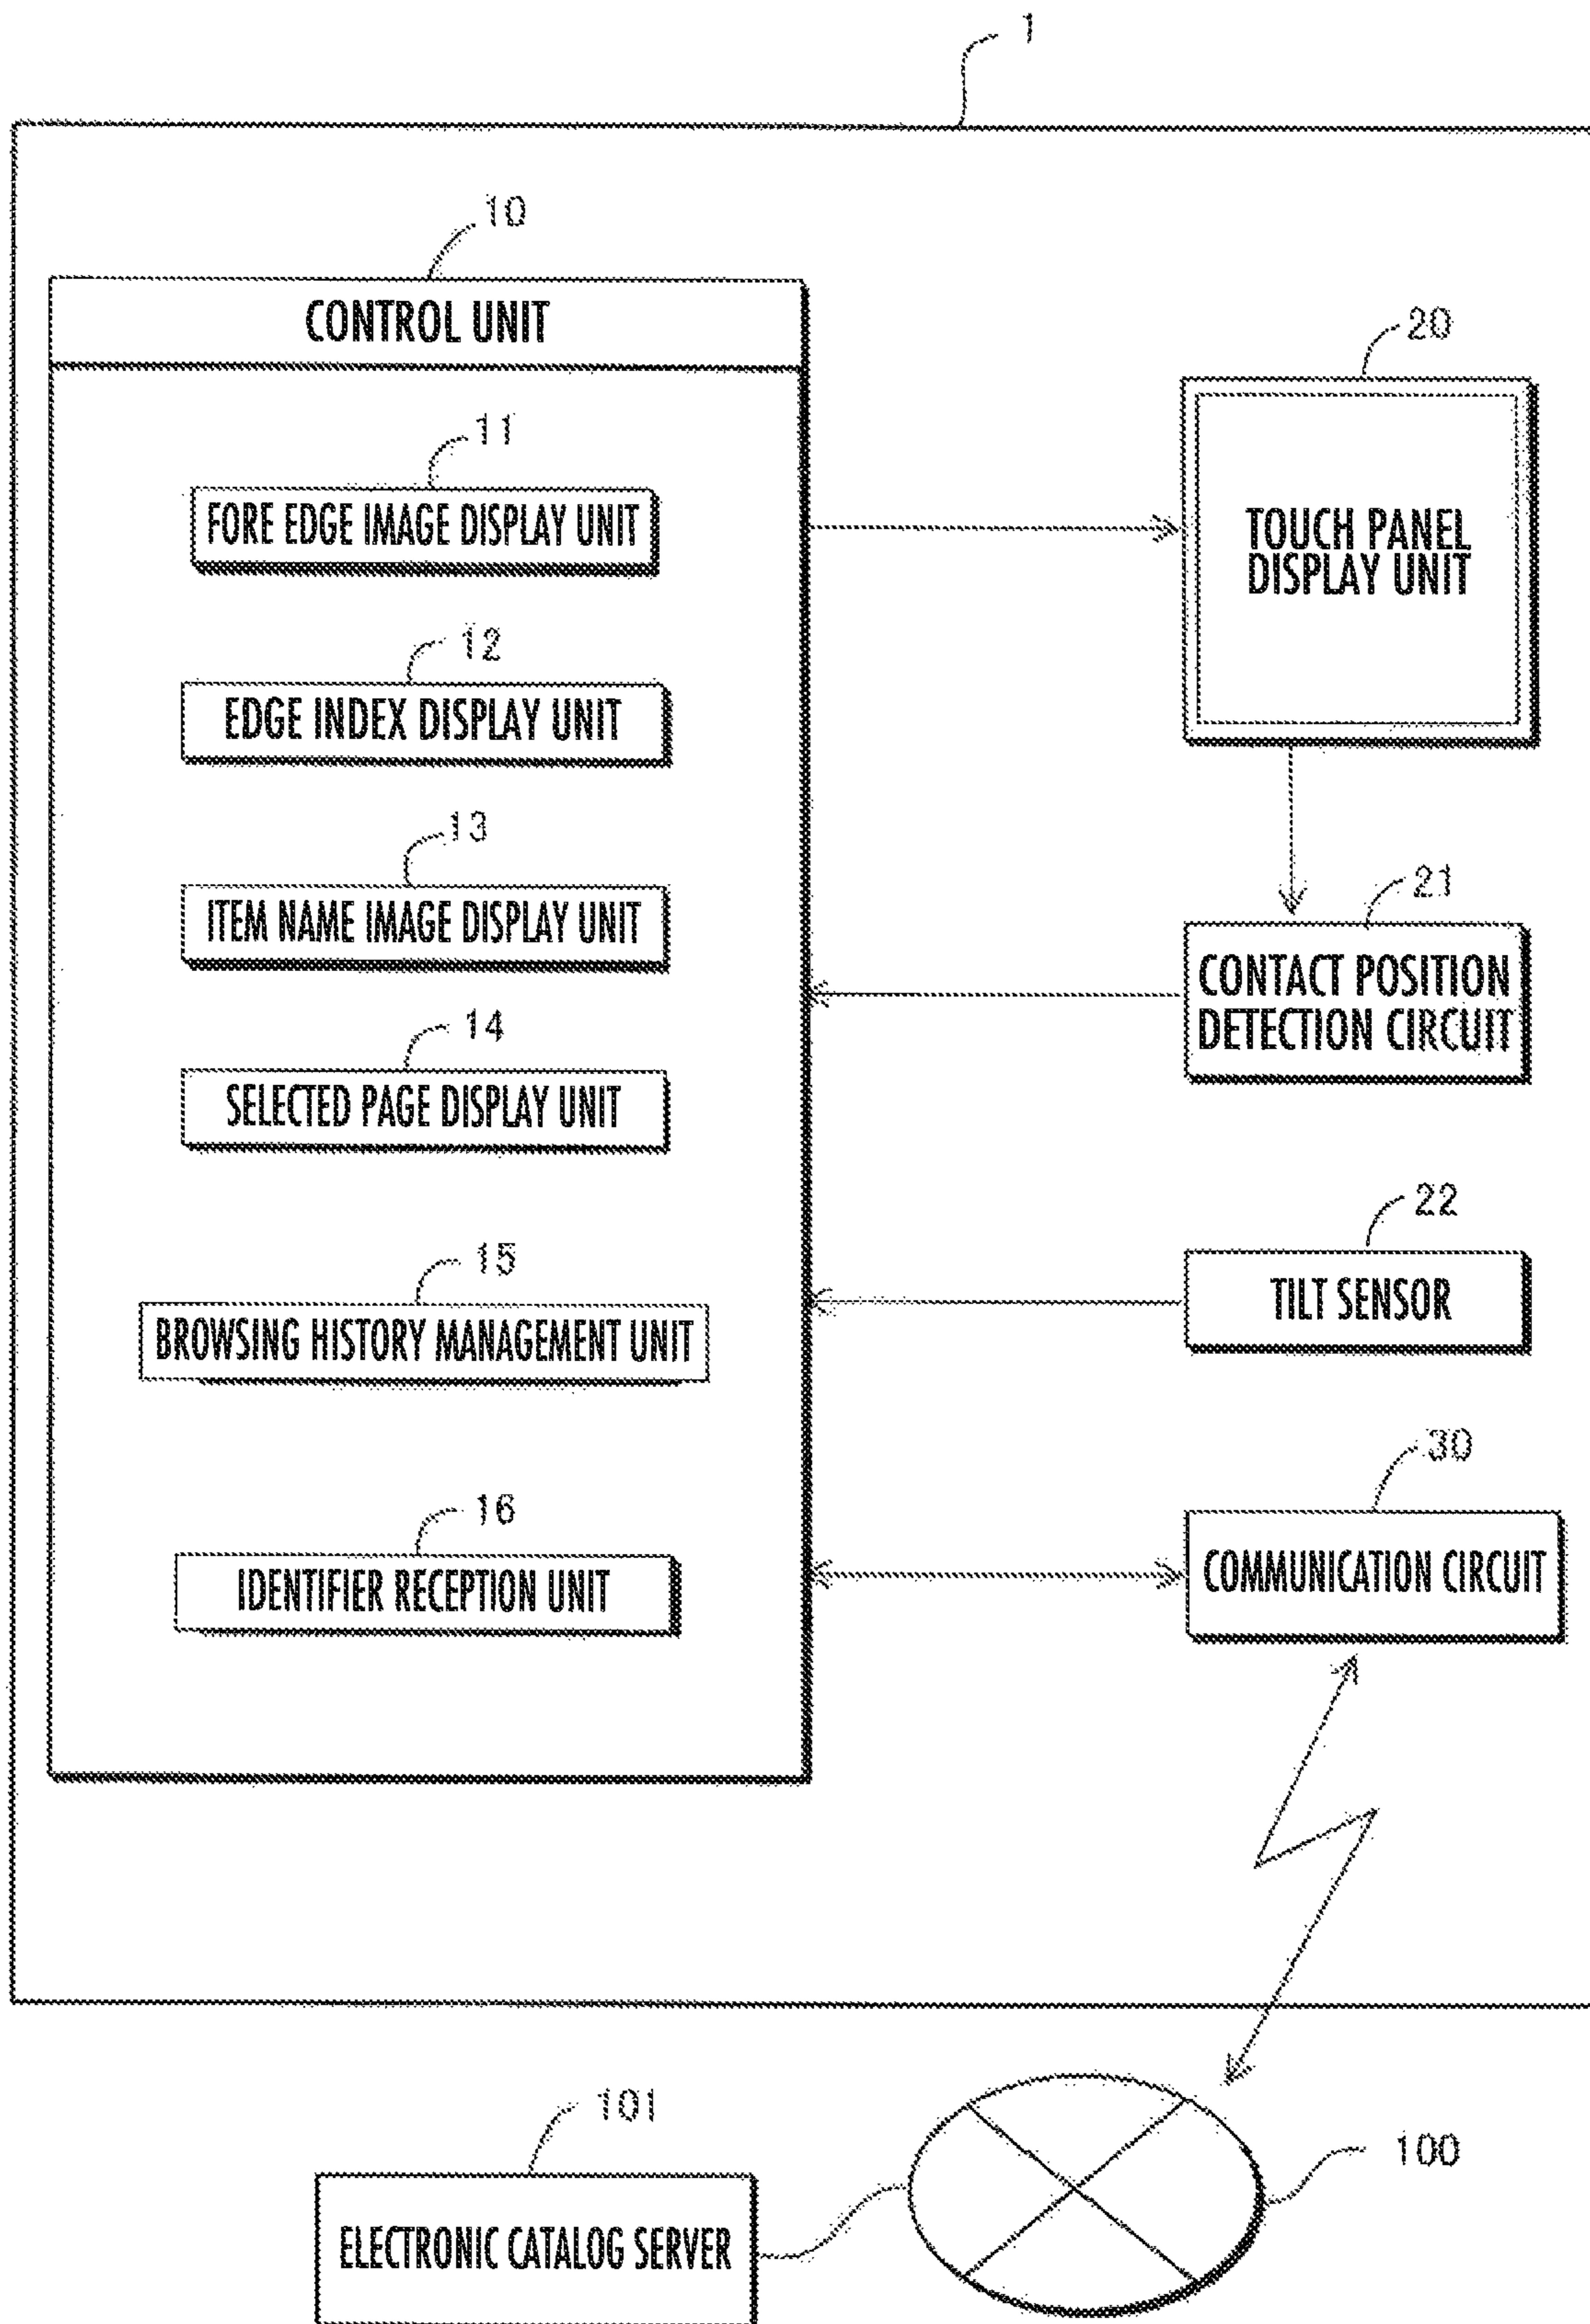 1
10
CONTROL UNIT
11
FORE EDGE IMAGE DISPLAY UNIT
12
EDGE INDEX DISPLAY UNIT
13
ITEM NAME IMAGE DISPLAY UNIT
14
SELECTED PAGE DISPLAY UNIT
15
BROWSING HISTORY MANAGEMENT UNIT
16
IDENTIFIER RECEPTION UNIT
20
TOUCH PANEL
DISPLAY UNIT
21
CONTACT POSITION
DETECTION CIRCUIT
22
TILT SENSOR
30
COMMUNICATION CIRCUIT
101
ELECTRONIC CATALOG SERVER
100